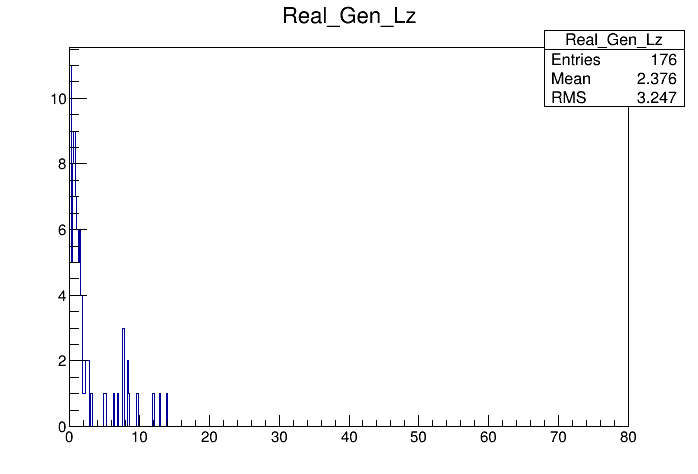 Real_Gen_Lz
Real_Gen_Lz
Entries 176
Mean 2.376
RMS 3.247
10
8
6
4
2
0
0 10 20 30 40 50 60 70 80